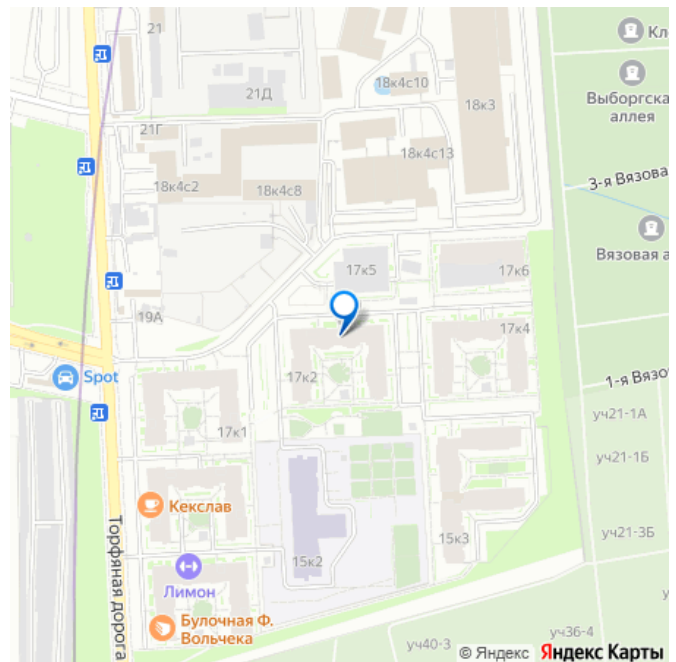 21
Кл
18к4с10
21Д
18к3
Выборгска
аллея
21Г
18к4с13
3-я Вязова
18к4с2
18к4с8
Вязовая а
17к5
17к6
19А
17к4
Spot
17к2
1-я Вязо
уч21-1А
17к1
уч21-1Б
Кекслав
уч21-3Б
15к3
15к2
Торфяная дорога
Лимон
у
Булочная Ф.
Вольчека
уч36-4
уч40-3
© Яндекс Яндекс Карты